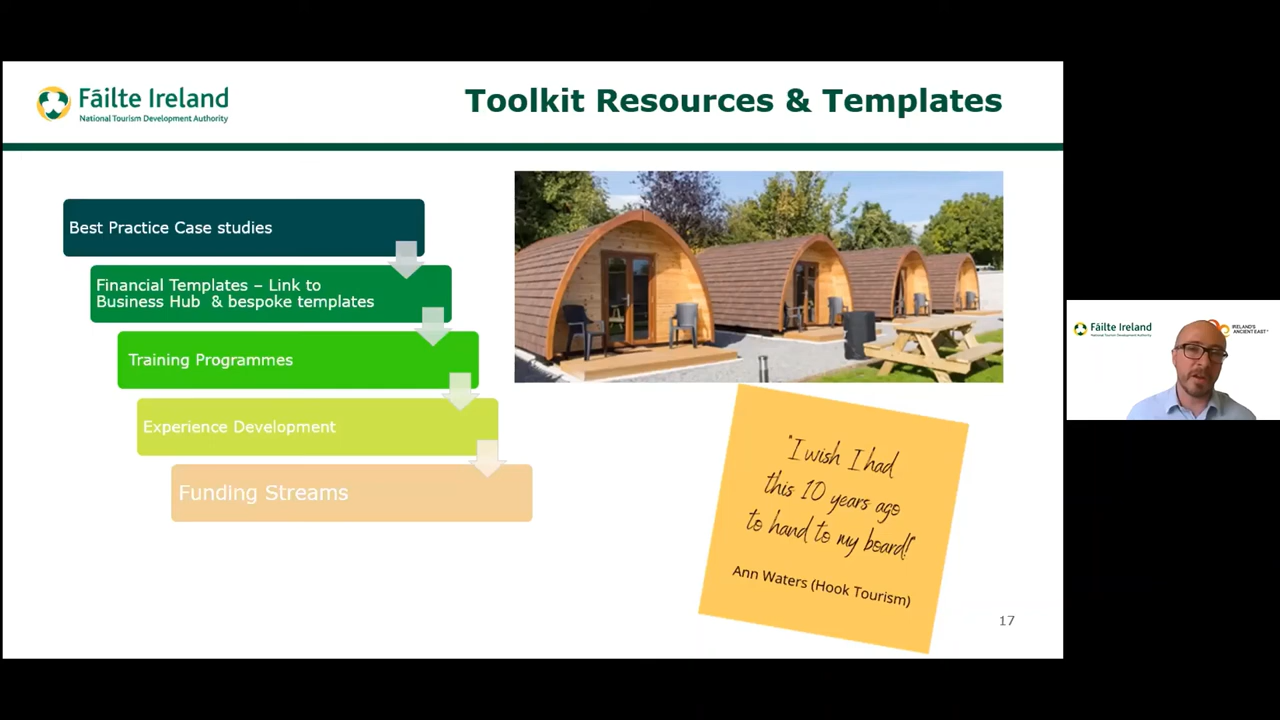 Fáilte Ireland
National Tourism Development Authority
Toolkit Resources & Templates
Best Practice Case studies
Financial Templates – Link to
Business Hub & bespoke templates
Training Programmes
Experience Development
Funding Streams
"I wish I had
this 10 years ago
to hand to my board!"
Ann Waters (Hook Tourism)
17
Fáilte Ireland
National Tourism Development Authority
IRELAND'S
ANCIENT EAST